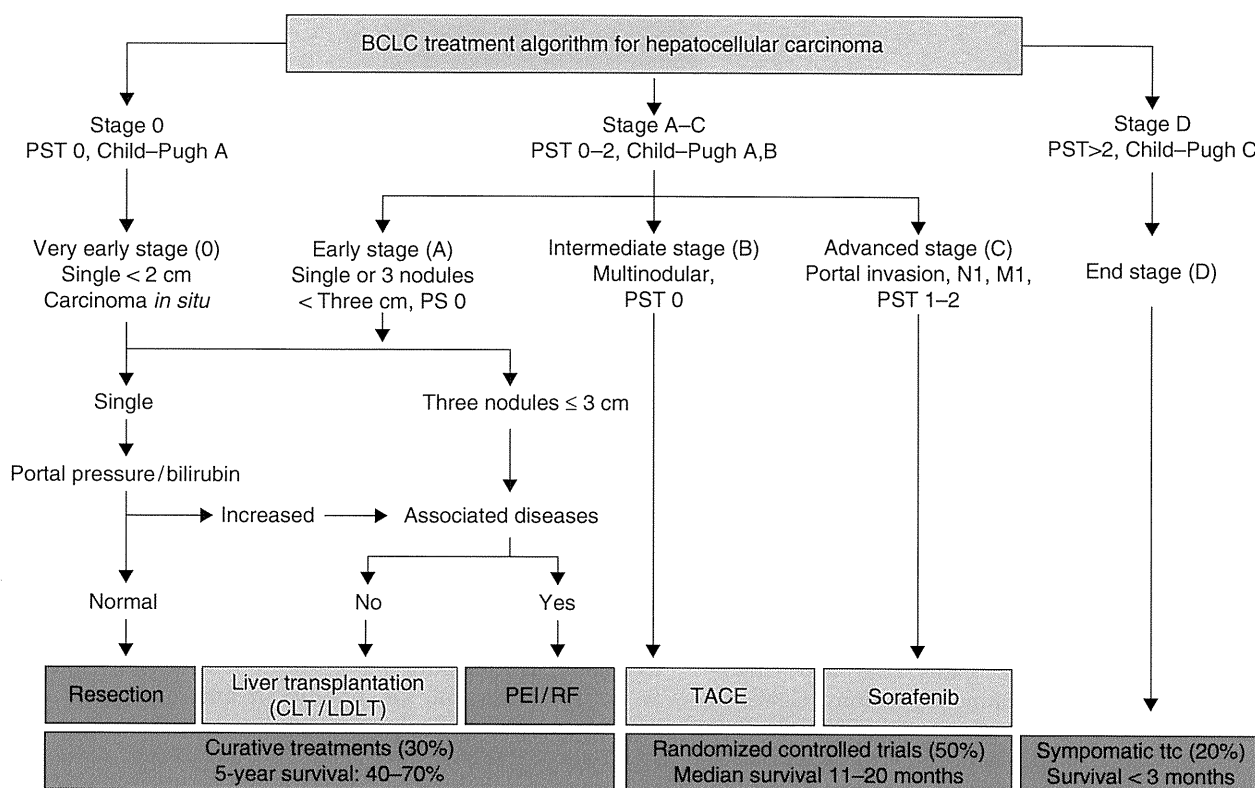 BCLC treatment algorithm for hepatocellular carcinoma
Stage 0
PST 0, Child–Pugh A
Stage A–C
PST 0–2, Child–Pugh A,B
Stage D
PST>2, Child–Pugh C
Very early stage (0)
Single < 2 cm
Carcinoma in situ
Early stage (A)
Single or 3 nodules
< Three cm, PS 0
Intermediate stage (B)
Multinodular,
PST 0
Advanced stage (C)
Portal invasion, N1, M1,
PST 1–2
End stage (D)
Single
Three nodules ≤ 3 cm
Portal pressure/bilirubin
Increased
Associated diseases
Normal
No
Yes
Resection
Liver transplantation
(CLT/LDLT)
PEI/RF
TACE
Sorafenib
Curative treatments (30%)
5-year survival: 40–70%
Randomized controlled trials (50%)
Median survival 11–20 months
Sympomatic ttc (20%)
Survival < 3 months